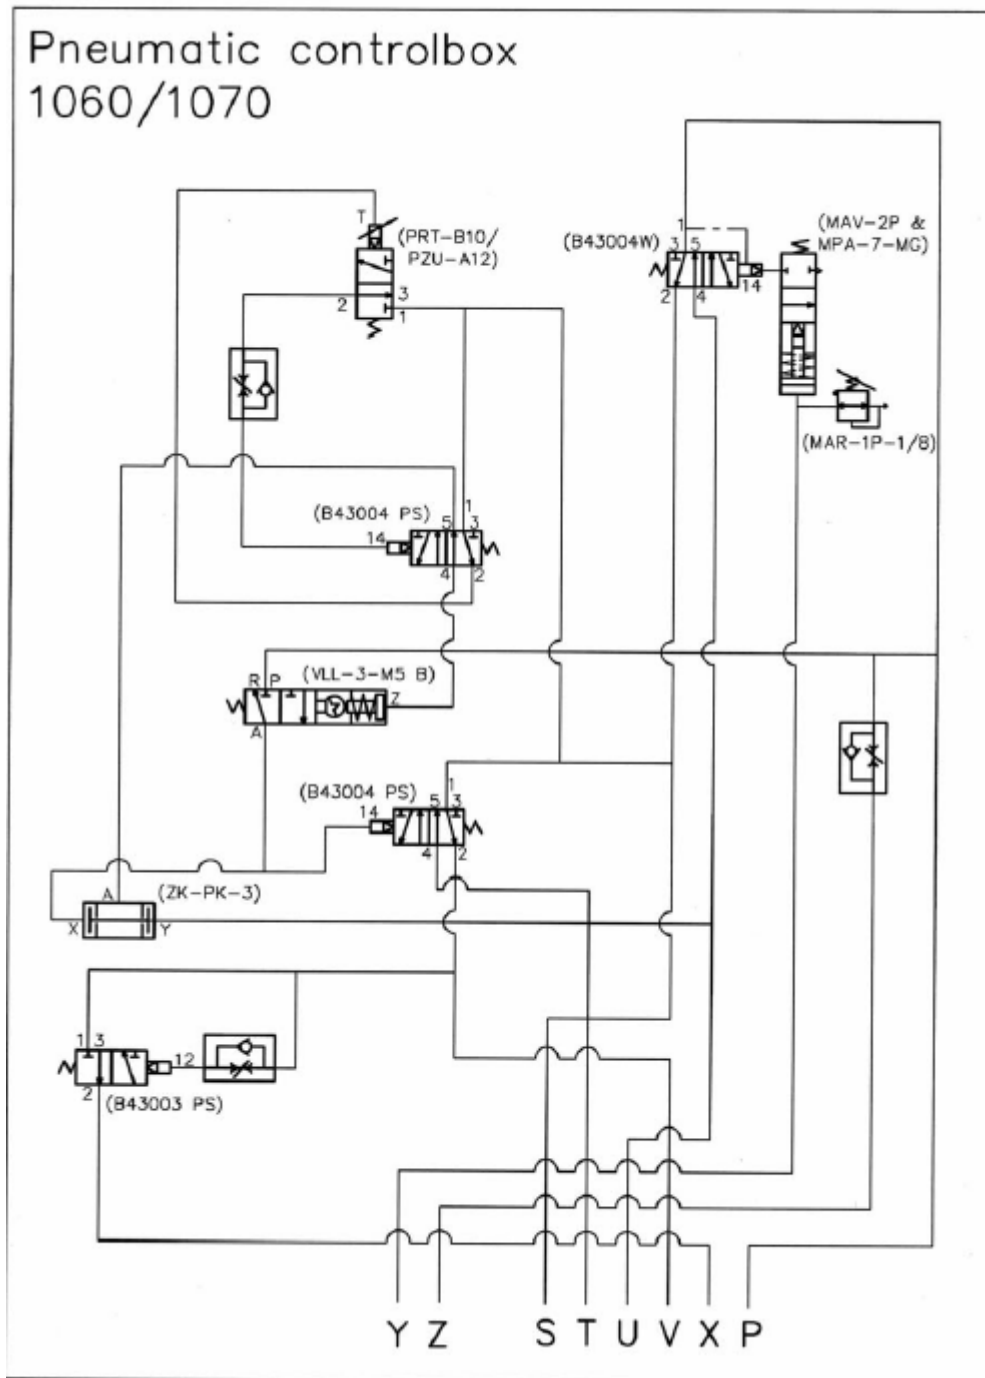 Pneumatic controlbox
1060/1070
T
(PRT-B10/
PZU-A12)
2
3
1
(B43004W)
1
3 5
2 4
14
(MAV-2P &
MPA-7-MG)
(MAR-1P-1/8)
(B43004 PS)
1
5 3
14
4 2
R P
(VLL-3-M5 B)
Z
A
(B43004 PS)
1
5 3
14
4 2
A
(ZK-PK-3)
X
Y
1 3
12
2
(B43003 PS)
Y Z S T U V X P